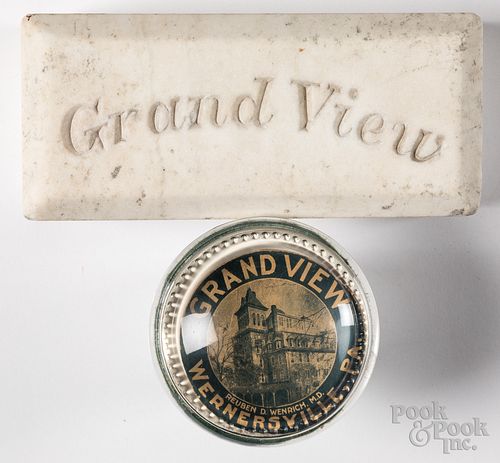 Grand View
GRAND VIEW
REUBEN D. WENRICH, M.D.
WERNERSVILLE, PA.
POOK
& POOK
INC.